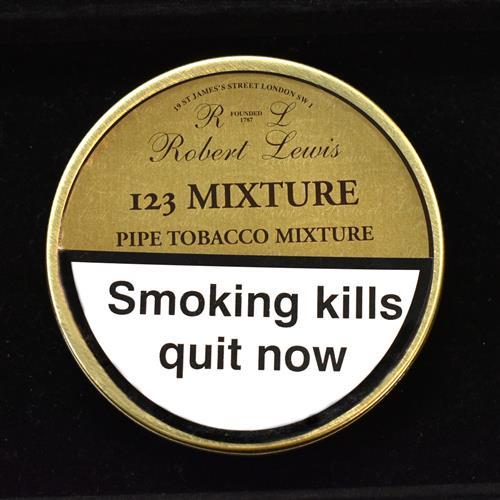 19 ST JAMES'S STREET LONDON SW1
R FOUNDED L
1787
Robert Lewis
123 MIXTURE
PIPE TOBACCO MIXTURE
Smoking kills
quit now